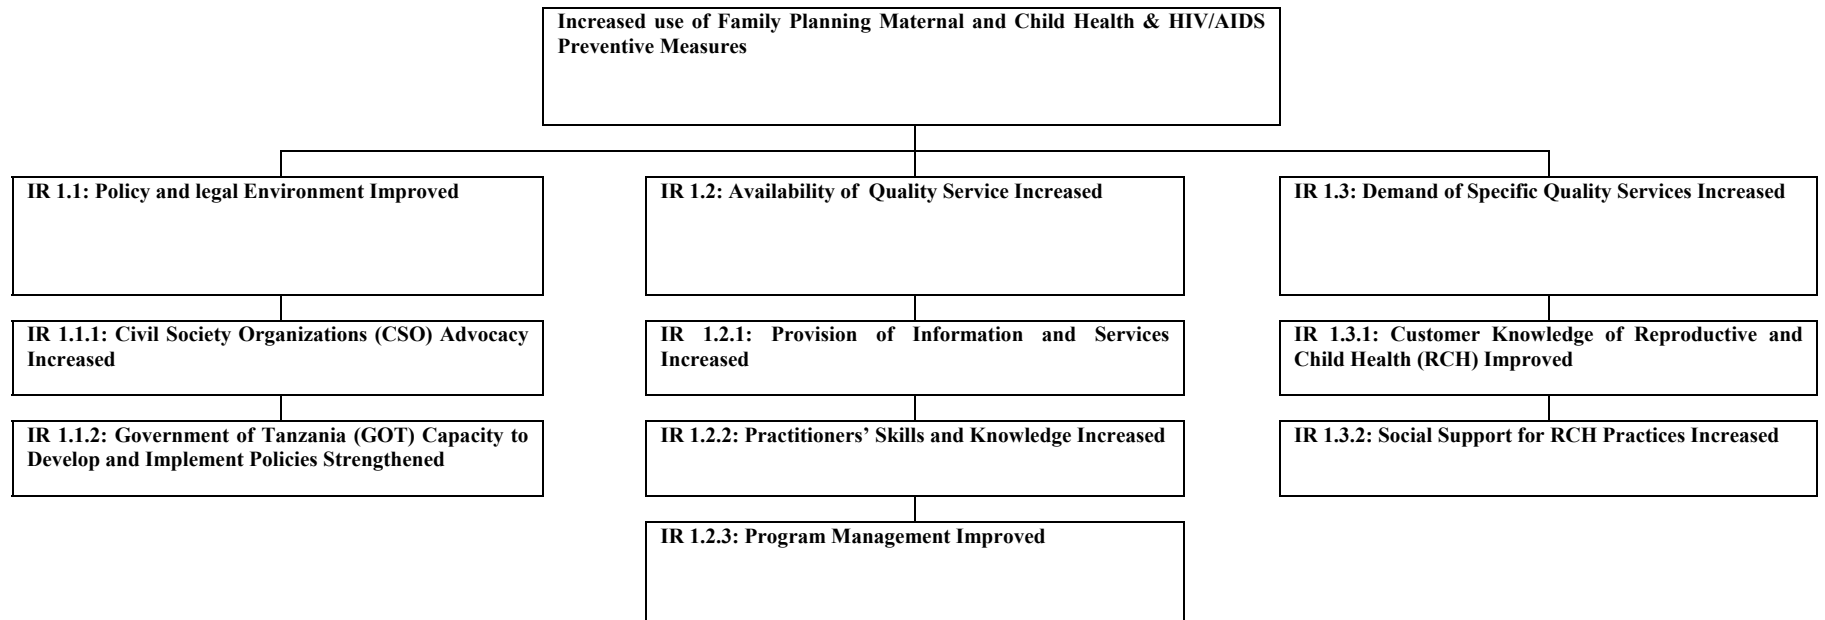 Increased use of Family Planning Maternal and Child Health & HIV/AIDS
Preventive Measures
IR 1.1: Policy and legal Environment Improved
IR 1.2: Availability of Quality Service Increased
IR 1.3: Demand of Specific Quality Services Increased
IR 1.1.1: Civil Society Organizations (CSO) Advocacy
Increased
IR 1.2.1: Provision of Information and Services
Increased
IR 1.3.1: Customer Knowledge of Reproductive and
Child Health (RCH) Improved
IR 1.1.2: Government of Tanzania (GOT) Capacity to
Develop and Implement Policies Strengthened
IR 1.2.2: Practitioners’ Skills and Knowledge Increased
IR 1.3.2: Social Support for RCH Practices Increased
IR 1.2.3: Program Management Improved